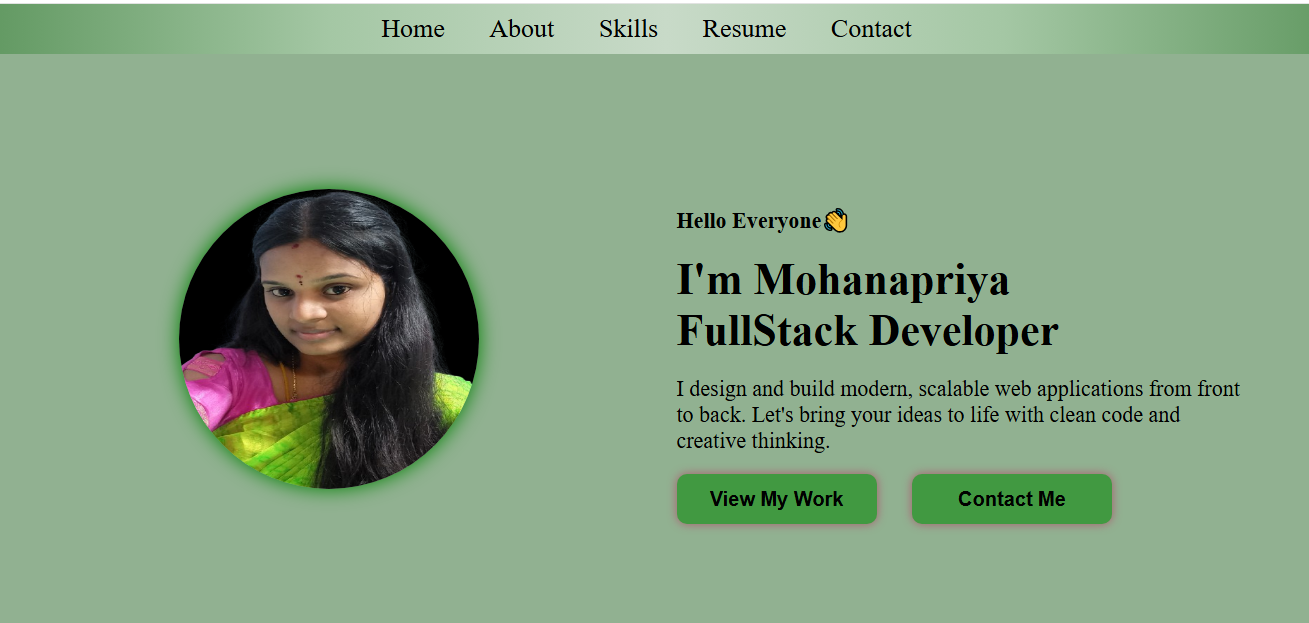 Home About Skills Resume Contact
Hello Everyone👋
I'm Mohanapriya
FullStack Developer
I design and build modern, scalable web applications from front
to back. Let's bring your ideas to life with clean code and
creative thinking.
View My Work Contact Me